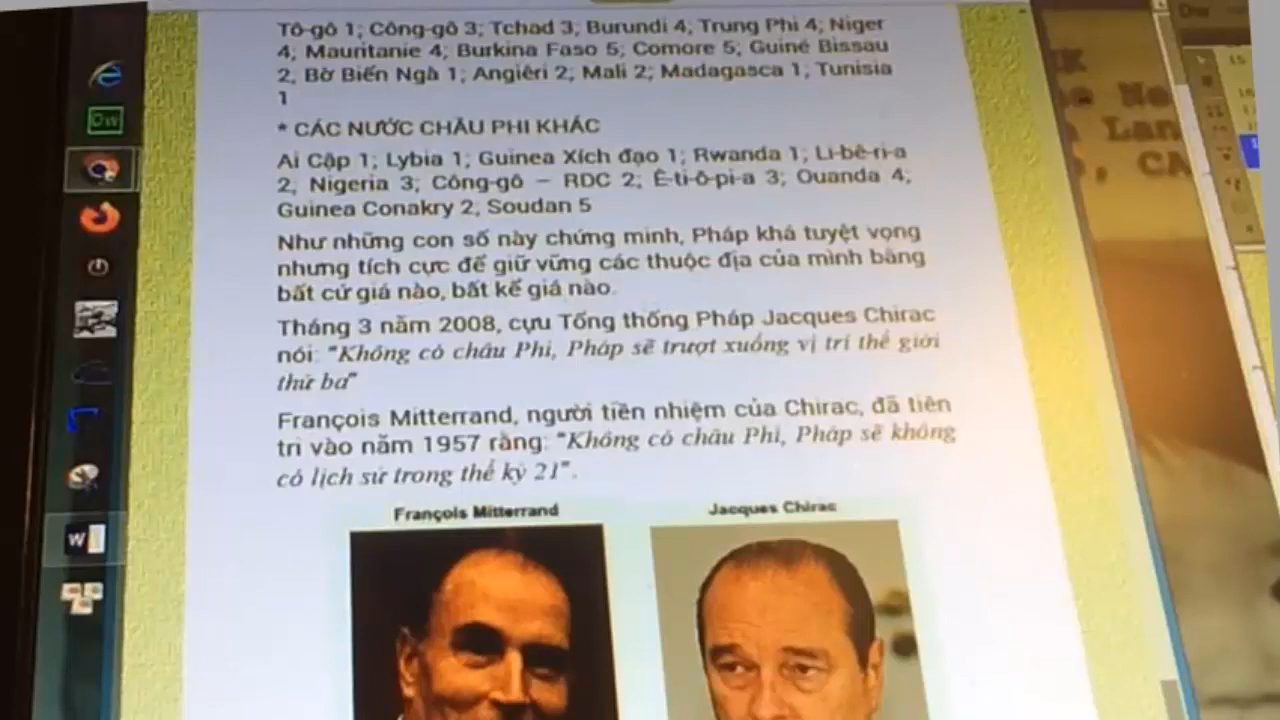 Tô-gô 1; Công-gô 3; Tchad 3; Burundi 4; Trung Phi 4; Niger
4; Mauritanie 4; Burkina Faso 5; Comore 5; Guiné Bissau
2, Bờ Biển Ngà 1; Angiêri 2; Mali 2; Madagasca 1; Tunisia
1
* CÁC NƯỚC CHÂU PHI KHÁC
Ai Cập 1; Lybia 1; Guinea Xích đạo 1; Rwanda 1; Li-bê-ri-a
2, Nigeria 3; Công-gô – RDC 2; Ê-ti-ô-pi-a 3; Ouanda 4;
Guinea Conakry 2; Soudan 5
Như những con số này chứng minh, Pháp khá tuyệt vọng
nhưng tích cực để giữ vững các thuộc địa của mình bằng
bất cứ giá nào, bất kể giá nào.
Tháng 3 năm 2008, cựu Tổng thống Pháp Jacques Chirac
nói: "Không có châu Phi, Pháp sẽ trượt xuống vị trí thế giới
thứ ba"
François Mitterrand, người tiền nhiệm của Chirac, đã tiên
tri vào năm 1957 rằng: "Không có châu Phi, Pháp sẽ không
có lịch sử trong thế kỷ 21".
François Mitterrand
Jacques Chirac
Dw
W